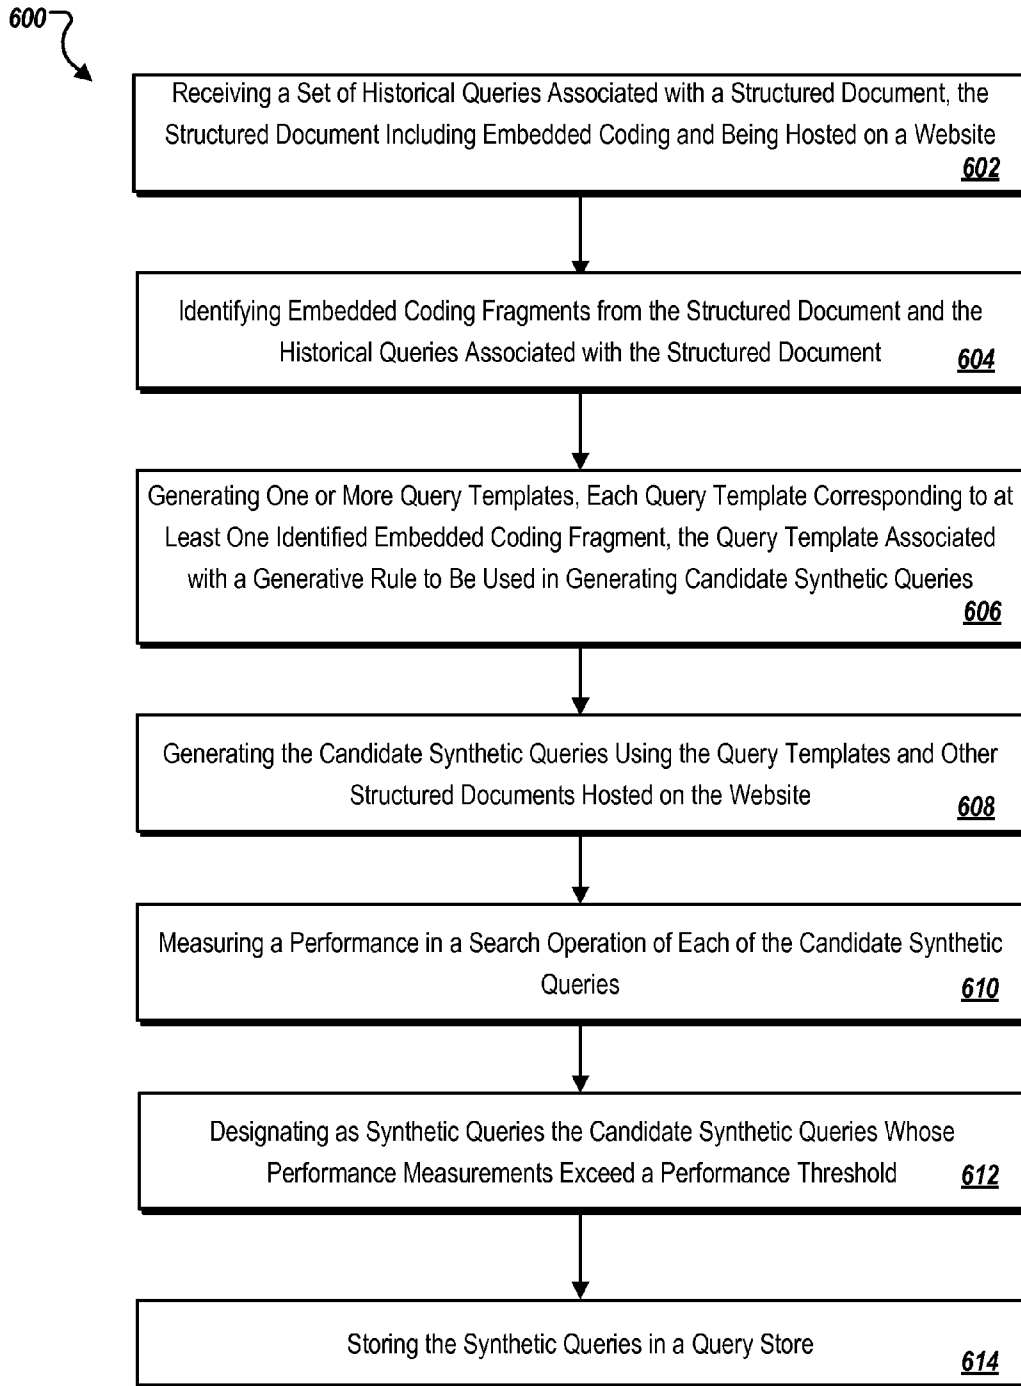 600
Receiving a Set of Historical Queries Associated with a Structured Document, the
Structured Document Including Embedded Coding and Being Hosted on a Website
602
Identifying Embedded Coding Fragments from the Structured Document and the
Historical Queries Associated with the Structured Document
604
Generating One or More Query Templates, Each Query Template Corresponding to at
Least One Identified Embedded Coding Fragment, the Query Template Associated
with a Generative Rule to Be Used in Generating Candidate Synthetic Queries
606
Generating the Candidate Synthetic Queries Using the Query Templates and Other
Structured Documents Hosted on the Website
608
Measuring a Performance in a Search Operation of Each of the Candidate Synthetic
Queries
610
Designating as Synthetic Queries the Candidate Synthetic Queries Whose
Performance Measurements Exceed a Performance Threshold
612
Storing the Synthetic Queries in a Query Store
614